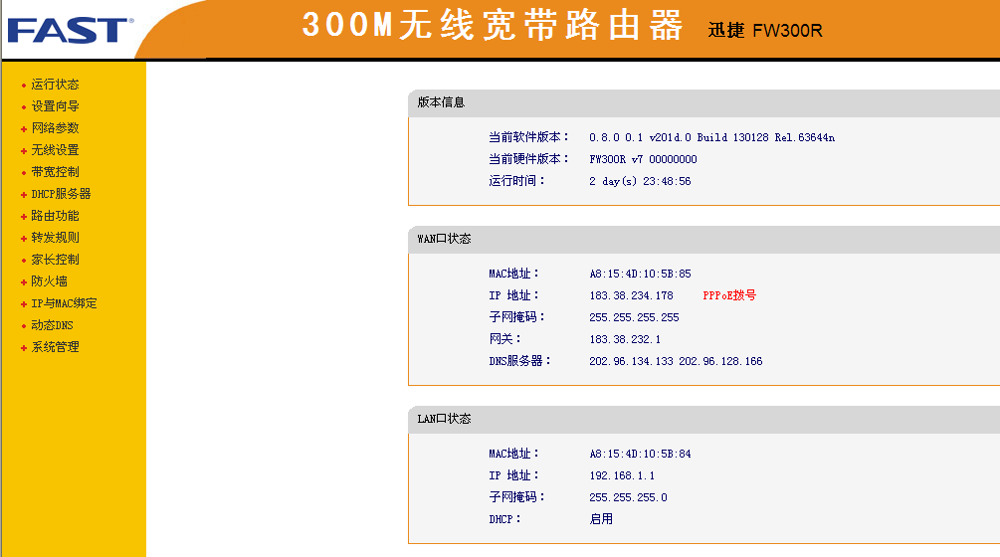 FAST®
300M无线宽带路由器 迅捷 FW300R
运行状态
设置向导
网络参数
无线设置
带宽控制
DHCP服务器
路由功能
转发规则
家长控制
防火墙
IP与MAC绑定
动态DNS
系统管理
版本信息
当前软件版本： 0.8.0 0.1 v201d.0 Build 130128 Rel.63644n
当前硬件版本： FW300R v7 00000000
运行时间： 2 day(s) 23:48:56
WAN口状态
MAC地址： A8:15:4D:10:5B:85
IP 地址： 183.38.234.178 PPPoE拨号
子网掩码： 255.255.255.255
网关： 183.38.232.1
DNS服务器： 202.96.134.133 202.96.128.166
LAN口状态
MAC地址： A8:15:4D:10:5B:84
IP 地址： 192.168.1.1
子网掩码： 255.255.255.0
DHCP： 启用